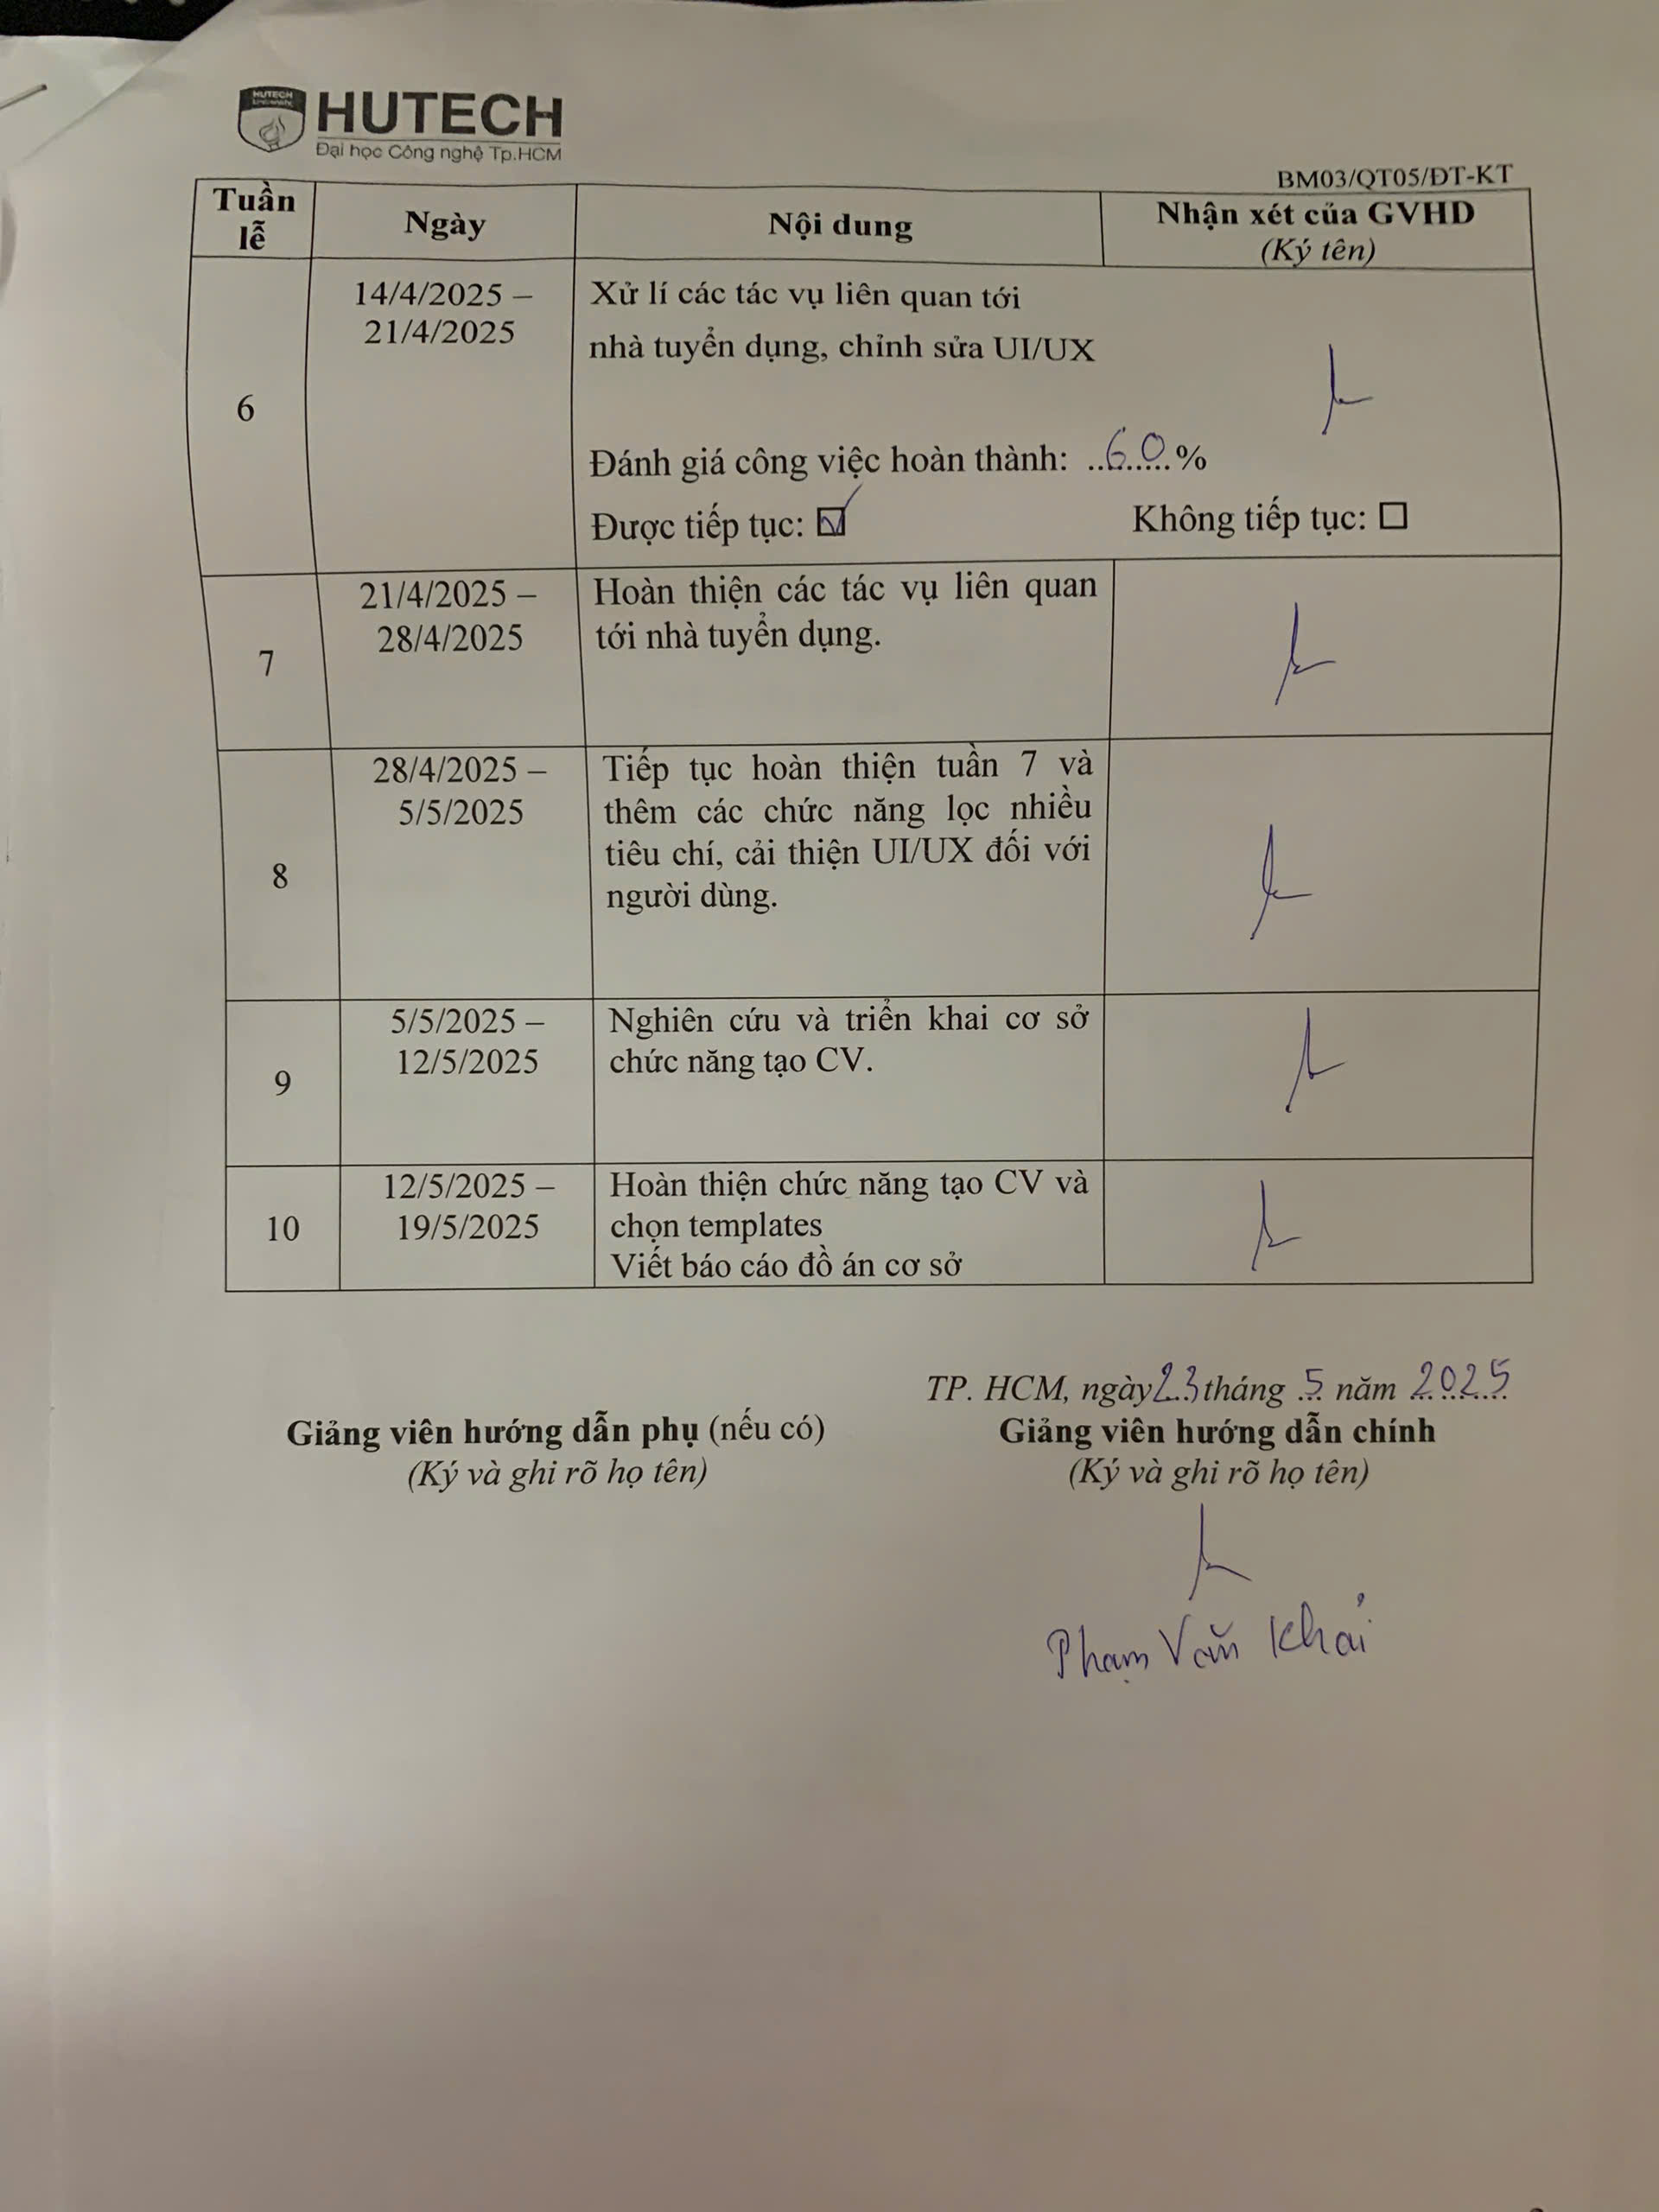 HUTECH
HUTECH
Đại học Công nghệ Tp.HCM
BM03/QT05/ĐT-KT
Tuần
lễ
Ngày
Nội dung
Nhận xét của GVHD
(Ký tên)
6
14/4/2025 –
21/4/2025
Xử lí các tác vụ liên quan tới
nhà tuyển dụng, chỉnh sửa UI/UX
Đánh giá công việc hoàn thành: ..60....%
Được tiếp tục: ☑ Không tiếp tục: ☐
7
21/4/2025 –
28/4/2025
Hoàn thiện các tác vụ liên quan
tới nhà tuyển dụng.
8
28/4/2025 –
5/5/2025
Tiếp tục hoàn thiện tuần 7 và
thêm các chức năng lọc nhiều
tiêu chí, cải thiện UI/UX đối với
người dùng.
9
5/5/2025 –
12/5/2025
Nghiên cứu và triển khai cơ sở
chức năng tạo CV.
10
12/5/2025 –
19/5/2025
Hoàn thiện chức năng tạo CV và
chọn templates
Viết báo cáo đồ án cơ sở
TP. HCM, ngày 23 tháng 5 năm 2025
Giảng viên hướng dẫn phụ (nếu có)
(Ký và ghi rõ họ tên)
Giảng viên hướng dẫn chính
(Ký và ghi rõ họ tên)
Phạm Văn Khải